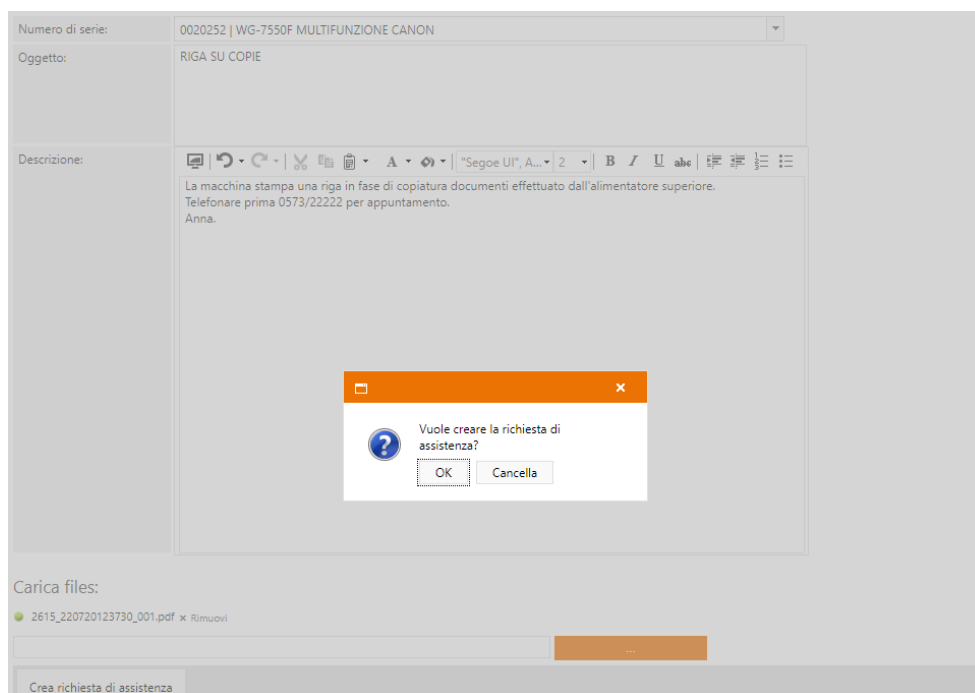 Numero di serie: 0020252 | WG-7550F MULTIFUNZIONE CANON
Oggetto: RIGA SU COPIE
Descrizione: A "Segoe UI", A... 2 B I U abc
La macchina stampa una riga in fase di copiatura documenti effettuato dall'alimentatore superiore.
Telefonare prima 0573/22222 per appuntamento.
Anna.
Vuole creare la richiesta di
assistenza?
OK Cancella
Carica files:
2615_220720123730_001.pdf x Rimuovi
...
Crea richiesta di assistenza